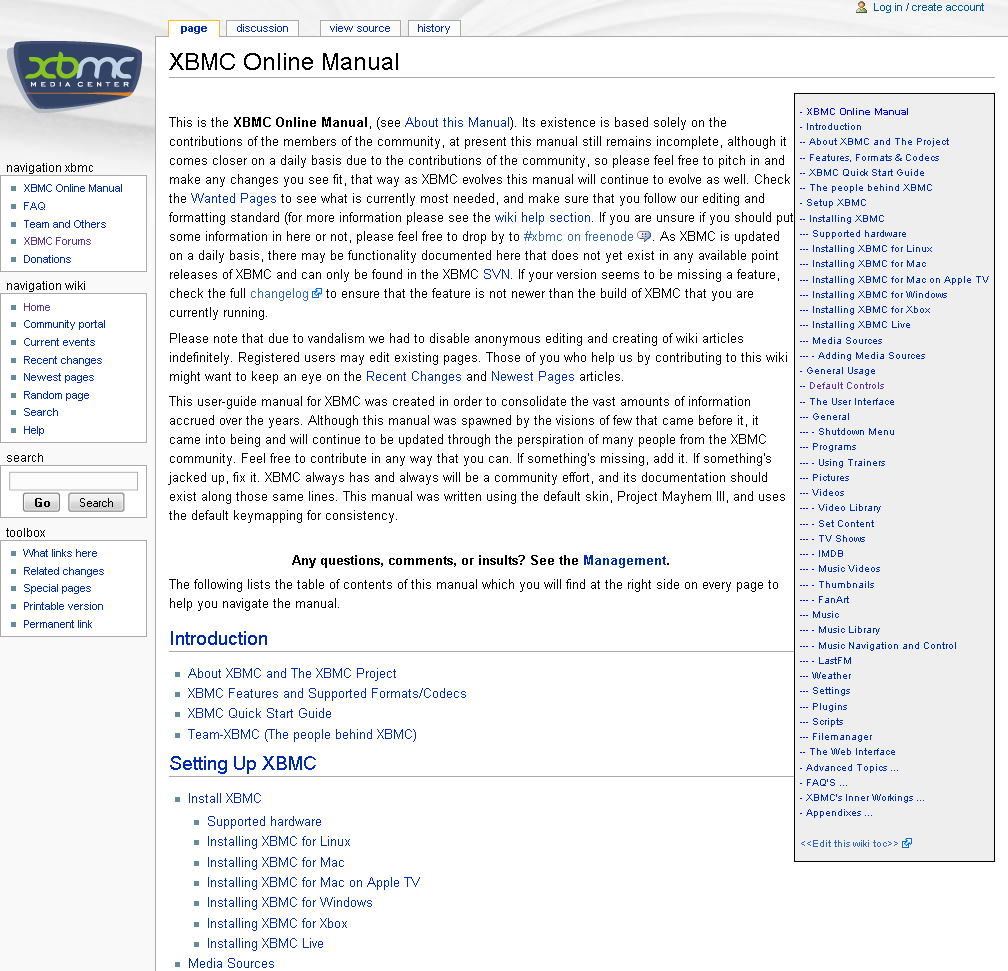 Log in / create account
page
discussion
view source
history
xbmc
MEDIA CENTER
XBMC Online Manual
This is the XBMC Online Manual, (see About this Manual). Its existence is based solely on the
contributions of the members of the community, at present this manual still remains incomplete, although it
comes closer on a daily basis due to the contributions of the community, so please feel free to pitch in and
make any changes you see fit, that way as XBMC evolves this manual will continue to evolve as well. Check
the Wanted Pages to see what is currently most needed, and make sure that you follow our editing and
formatting standard (for more information please see the wiki help section. If you are unsure if you should put
some information in here or not, please feel free to drop by to #xbmc on freenode. As XBMC is updated
on a daily basis, there may be functionality documented here that does not yet exist in any available point
releases of XBMC and can only be found in the XBMC SVN. If your version seems to be missing a feature,
check the full changelog to ensure that the feature is not newer than the build of XBMC that you are
currently running.
Please note that due to vandalism we had to disable anonymous editing and creating of wiki articles
indefinitely. Registered users may edit existing pages. Those of you who help us by contributing to this wiki
might want to keep an eye on the Recent Changes and Newest Pages articles.
This user-guide manual for XBMC was created in order to consolidate the vast amounts of information
accrued over the years. Although this manual was spawned by the visions of few that came before it, it
came into being and will continue to be updated through the perspiration of many people from the XBMC
community. Feel free to contribute in any way that you can. If something's missing, add it. If something's
jacked up, fix it. XBMC always has and always will be a community effort, and its documentation should
exist along those same lines. This manual was written using the default skin, Project Mayhem III, and uses
the default keymapping for consistency.
Any questions, comments, or insults? See the Management.
The following lists the table of contents of this manual which you will find at the right side on every page to
help you navigate the manual.
Introduction
About XBMC and The XBMC Project
XBMC Features and Supported Formats/Codecs
XBMC Quick Start Guide
Team-XBMC (The people behind XBMC)
Setting Up XBMC
Install XBMC
Supported hardware
Installing XBMC for Linux
Installing XBMC for Mac
Installing XBMC for Mac on Apple TV
Installing XBMC for Windows
Installing XBMC for Xbox
Installing XBMC Live
Media Sources
- XBMC Online Manual
- Introduction
-- About XBMC and The Project
-- Features, Formats & Codecs
-- XBMC Quick Start Guide
-- The people behind XBMC
- Setup XBMC
-- Installing XBMC
--- Supported hardware
--- Installing XBMC for Linux
--- Installing XBMC for Mac
--- Installing XBMC for Mac on Apple TV
--- Installing XBMC for Windows
--- Installing XBMC for Xbox
--- Installing XBMC Live
--- Media Sources
--- - Adding Media Sources
- General Usage
-- Default Controls
-- The User Interface
--- General
--- - Shutdown Menu
--- Programs
--- - Using Trainers
--- Pictures
--- Videos
--- - Video Library
--- - Set Content
--- - TV Shows
--- - IMDB
--- - Music Videos
--- - Thumbnails
--- - FanArt
--- Music
--- - Music Library
--- - Music Navigation and Control
--- - LastFM
--- Weather
--- Settings
--- Plugins
--- Scripts
--- Filemanager
-- The Web Interface
- Advanced Topics ...
- FAQ'S ...
- XBMC's Inner Workings ...
- Appendixes ...
<<Edit this wiki toc>>
navigation xbmc
XBMC Online Manual
FAQ
Team and Others
XBMC Forums
Donations
navigation wiki
Home
Community portal
Current events
Recent changes
Newest pages
Random page
Search
Help
search
Go
Search
toolbox
What links here
Related changes
Special pages
Printable version
Permanent link